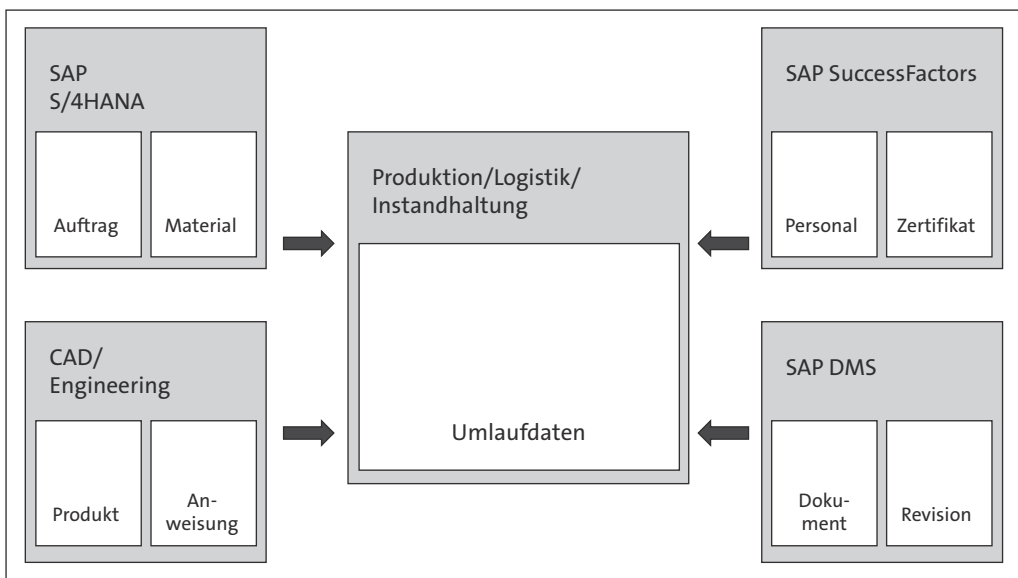 SAP
S/4HANA
Auftrag
Material
SAP SuccessFactors
Personal
Zertifikat
Produktion/Logistik/
Instandhaltung
Umlaufdaten
CAD/
Engineering
Produkt
An-
weisung
SAP DMS
Doku-
ment
Revision